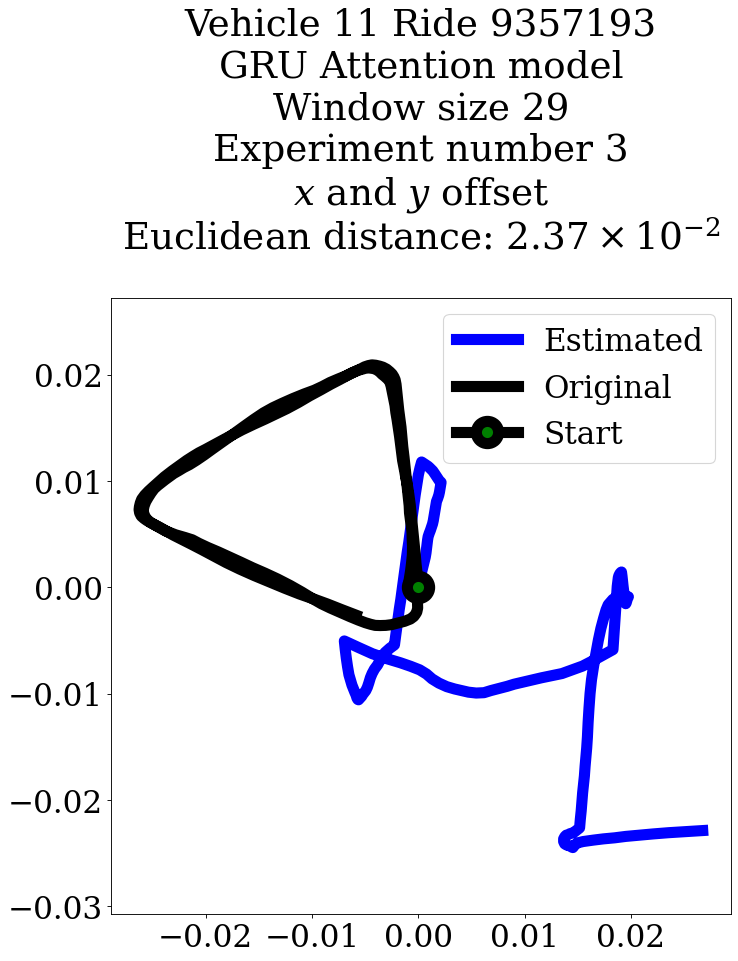 Vehicle 11 Ride 9357193
GRU Attention model
Window size 29
Experiment number 3
x and y offset
Euclidean distance: 2.37 × 10⁻²
Estimated
Original
Start
0.02
0.01
0.00
−0.01
−0.02
−0.03
−0.02 −0.01 0.00 0.01 0.02